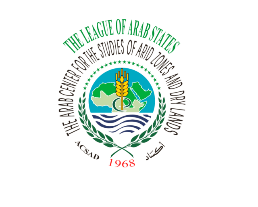 THE LEAGUE OF ARAB STATES
THE ARAB CENTER FOR THE STUDIES OF ARID ZONES AND DRY LANDS
ACSAD
أكساد
1968